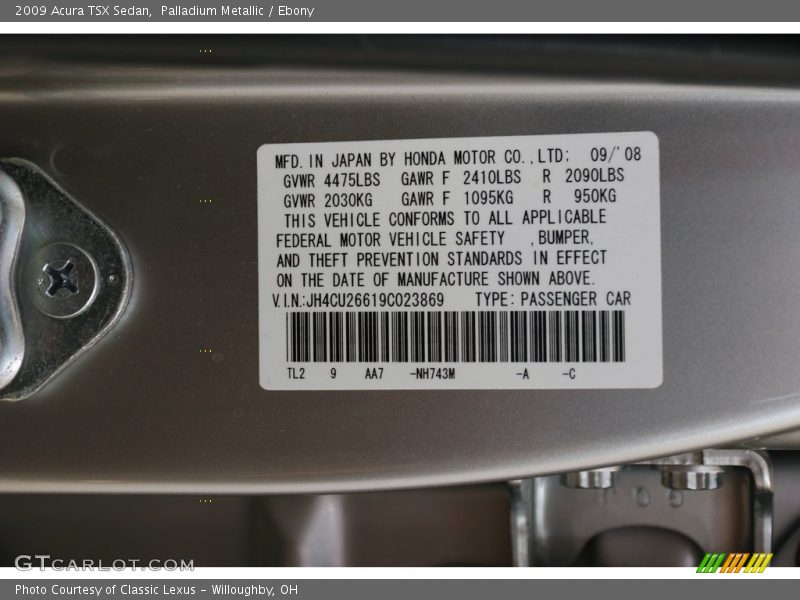 2009 Acura TSX Sedan, Palladium Metallic / Ebony
MFD. IN JAPAN BY HONDA MOTOR CO.,LTD: 09/'08
GVWR 4475LBS GAWR F 2410LBS R 2090LBS
GVWR 2030KG GAWR F 1095KG R 950KG
THIS VEHICLE CONFORMS TO ALL APPLICABLE
FEDERAL MOTOR VEHICLE SAFETY ,BUMPER,
AND THEFT PREVENTION STANDARDS IN EFFECT
ON THE DATE OF MANUFACTURE SHOWN ABOVE.
V.I.N.:JH4CU26619C023869 TYPE: PASSENGER CAR
TL2 9 AA7 -NH743M -A -C
GTCARLOT.COM
Photo Courtesy of Classic Lexus - Willoughby, OH